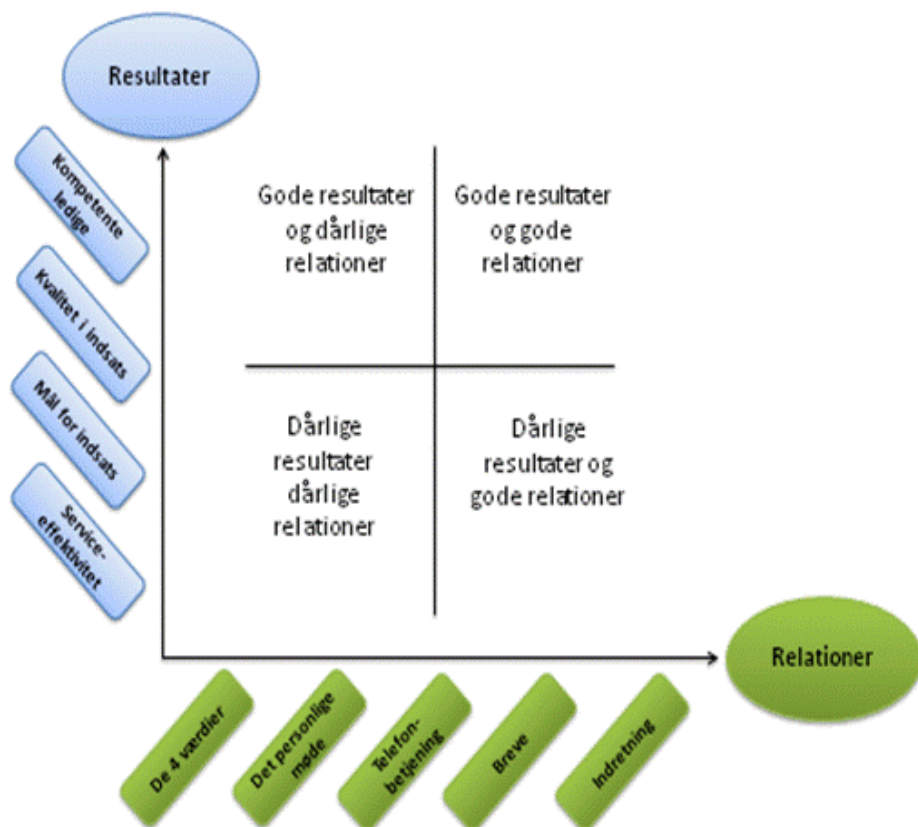 Resultater
Kompetente
ledige
Kvalitet i indsats
Mål for indsats
Service-
effektivitet
Gode resultater
og dårlige
relationer
Gode resultater
og gode
relationer
Dårlige
resultater
dårlige
relationer
Dårlige
resultater og
gode relationer
Relationer
De 4 værdier
Det personlige
møde
Telefon-
betjening
Breve
Indretning